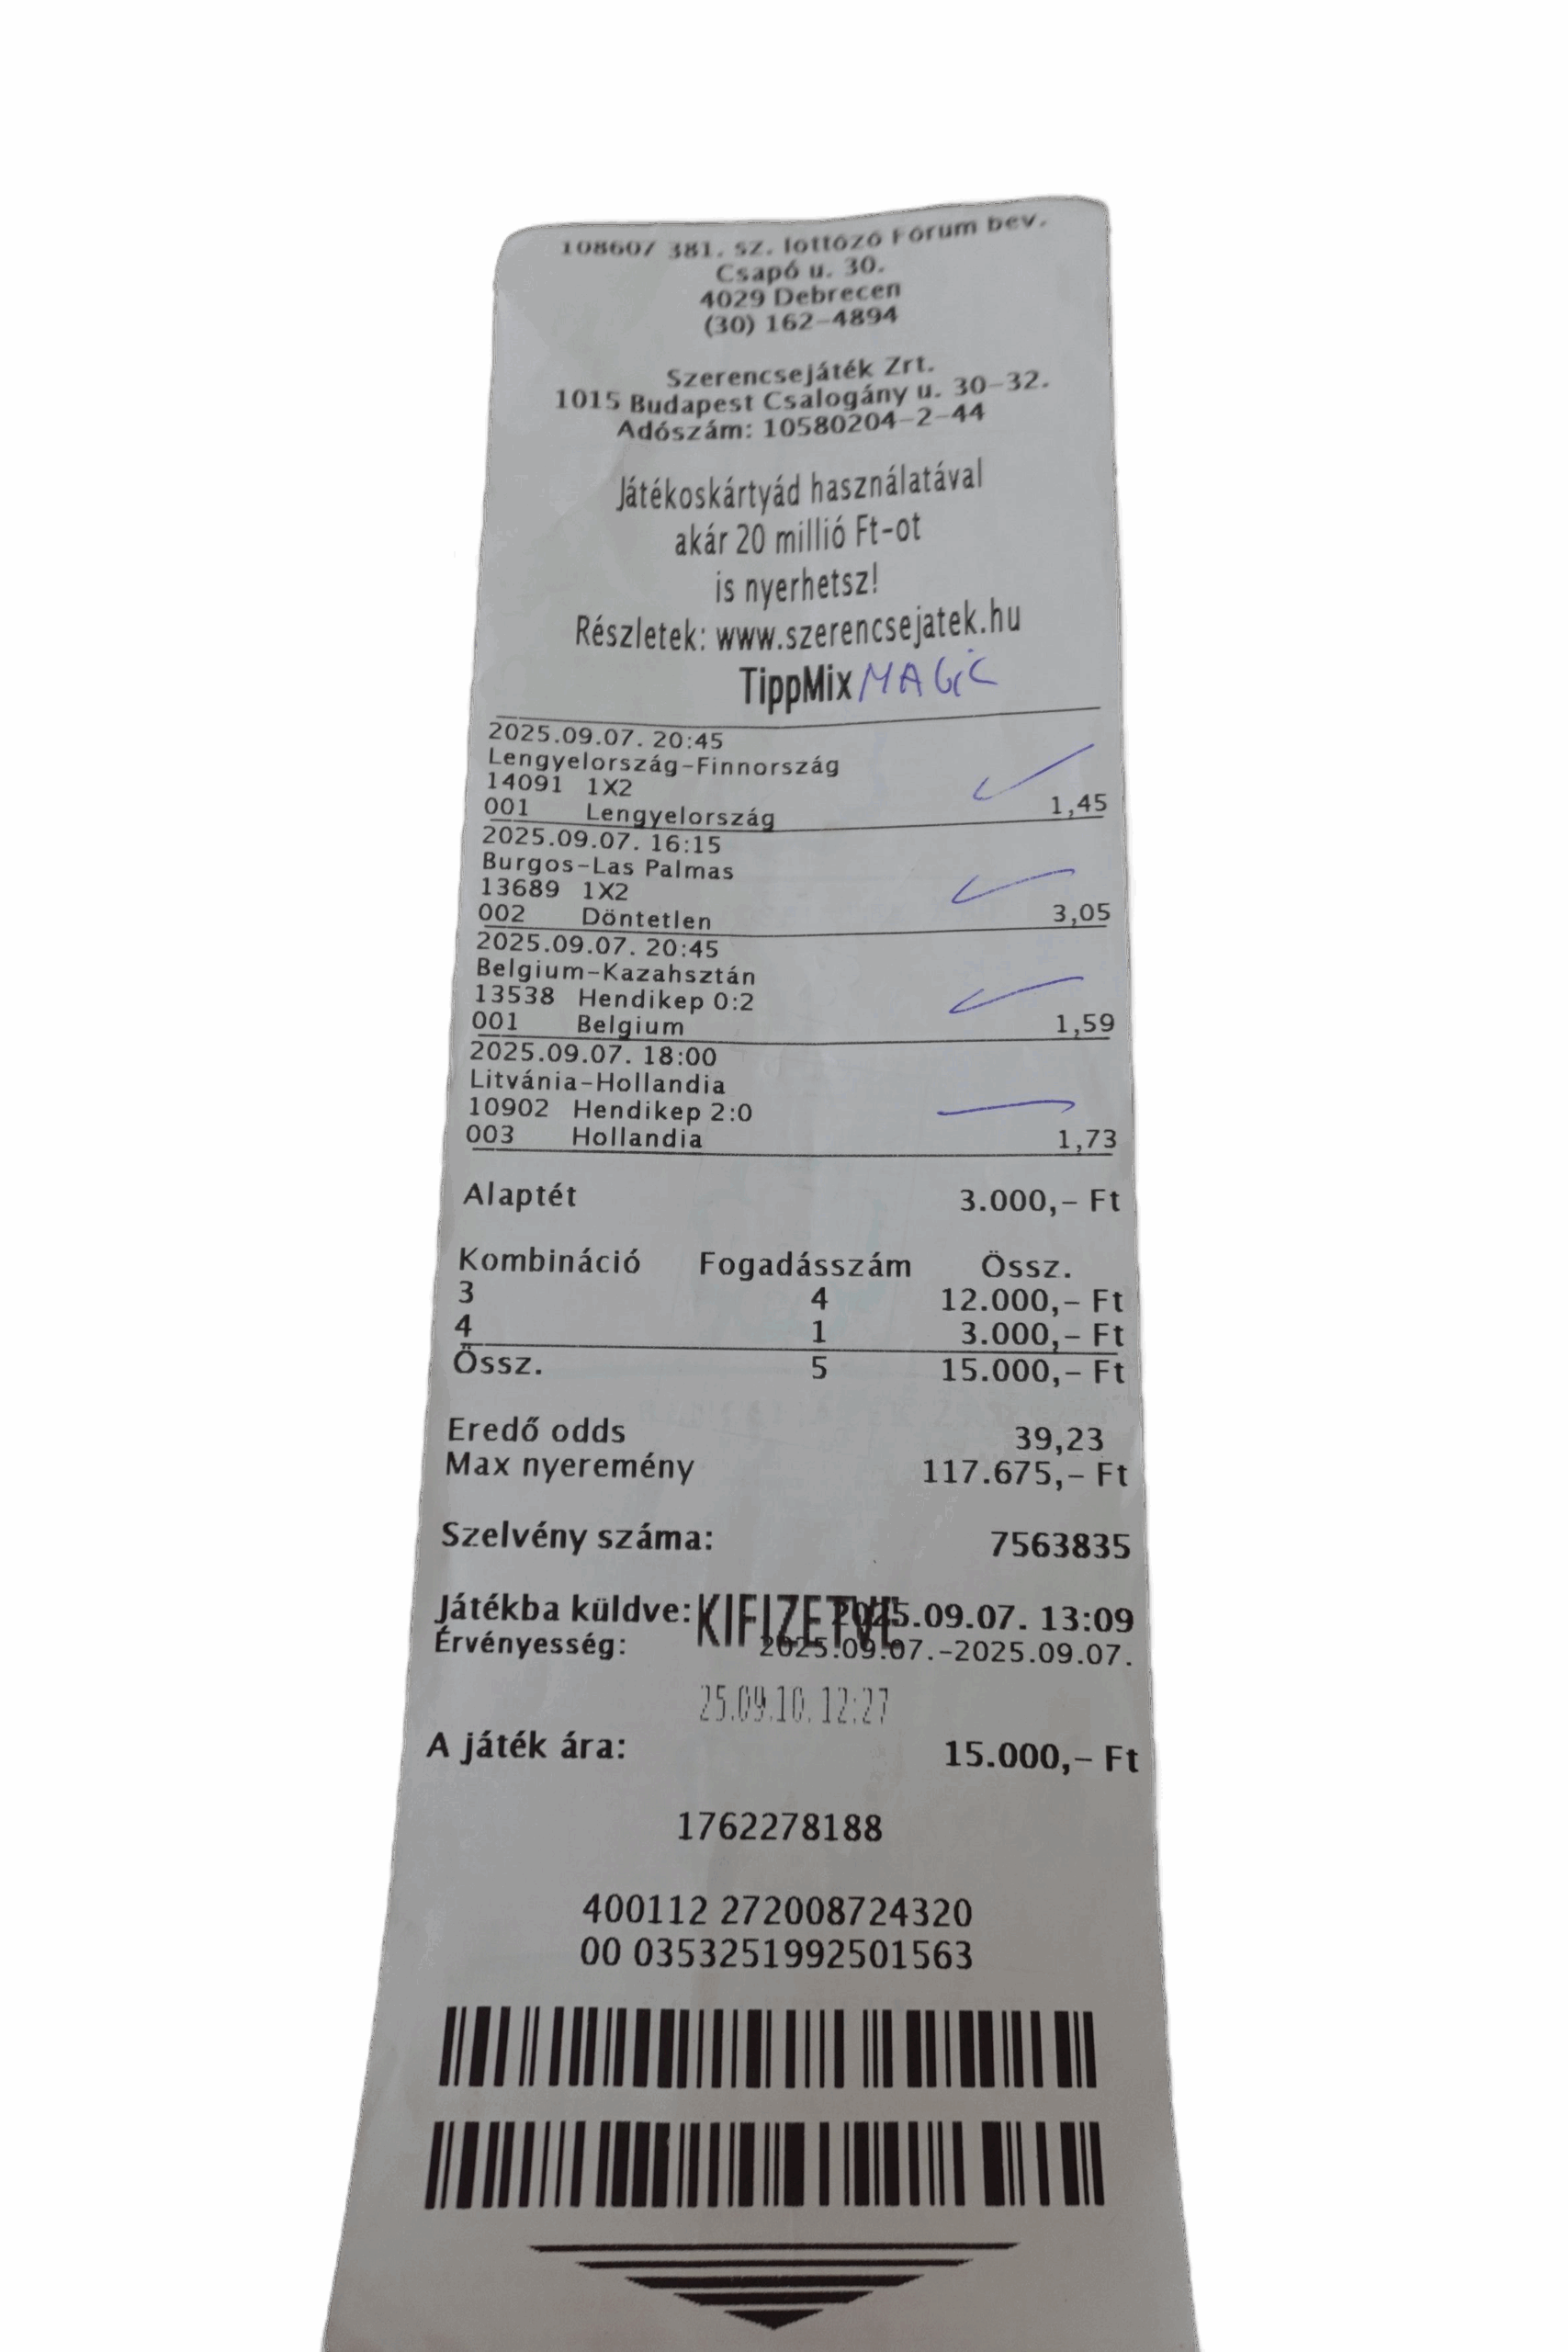 108607 381. sz. lottózó Fórum bev.
Csapó u. 30.
4029 Debrecen
(30) 162-4894
Szerencsejáték Zrt.
1015 Budapest Csalogány u. 30-32.
Adószám: 10580204-2-44
Játékoskártyád használatával
akár 20 millió Ft-ot
is nyerhetsz!
Részletek: www.szerencsejatek.hu
TippMix MAGiC
2025.09.07. 20:45
Lengyelország-Finnország
14091 1X2
001 Lengyelország 1,45
2025.09.07. 16:15
Burgos-Las Palmas
13689 1X2
002 Döntetlen 3,05
2025.09.07. 20:45
Belgium-Kazahsztán
13538 Hendikep 0:2
001 Belgium 1,59
2025.09.07. 18:00
Litvánia-Hollandia
10902 Hendikep 2:0
003 Hollandia 1,73
Alaptét 3.000,- Ft
Kombináció Fogadásszám Össz.
3 4 12.000,- Ft
4 1 3.000,- Ft
Össz. 5 15.000,- Ft
Eredő odds 39,23
Max nyeremény 117.675,- Ft
Szelvény száma: 7563835
Játékba küldve: 2025.09.07. 13:09
KIFIZETVE
Érvényesség: 2025.09.07.-2025.09.07.
25.09.10. 12:27
A játék ára: 15.000,- Ft
1762278188
400112 272008724320
00 0353251992501563